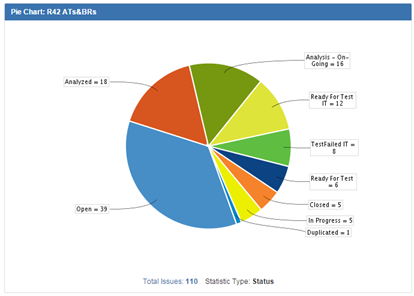 Pie Chart: R42 ATs&BRs
Analysis - On-
Going = 16
Analyzed = 18
Ready For Test
IT = 12
TestFailed IT =
8
Ready For Test
= 6
Closed = 5
Open = 39
In Progress = 5
Duplicated = 1
Total Issues: 110 Statistic Type: Status